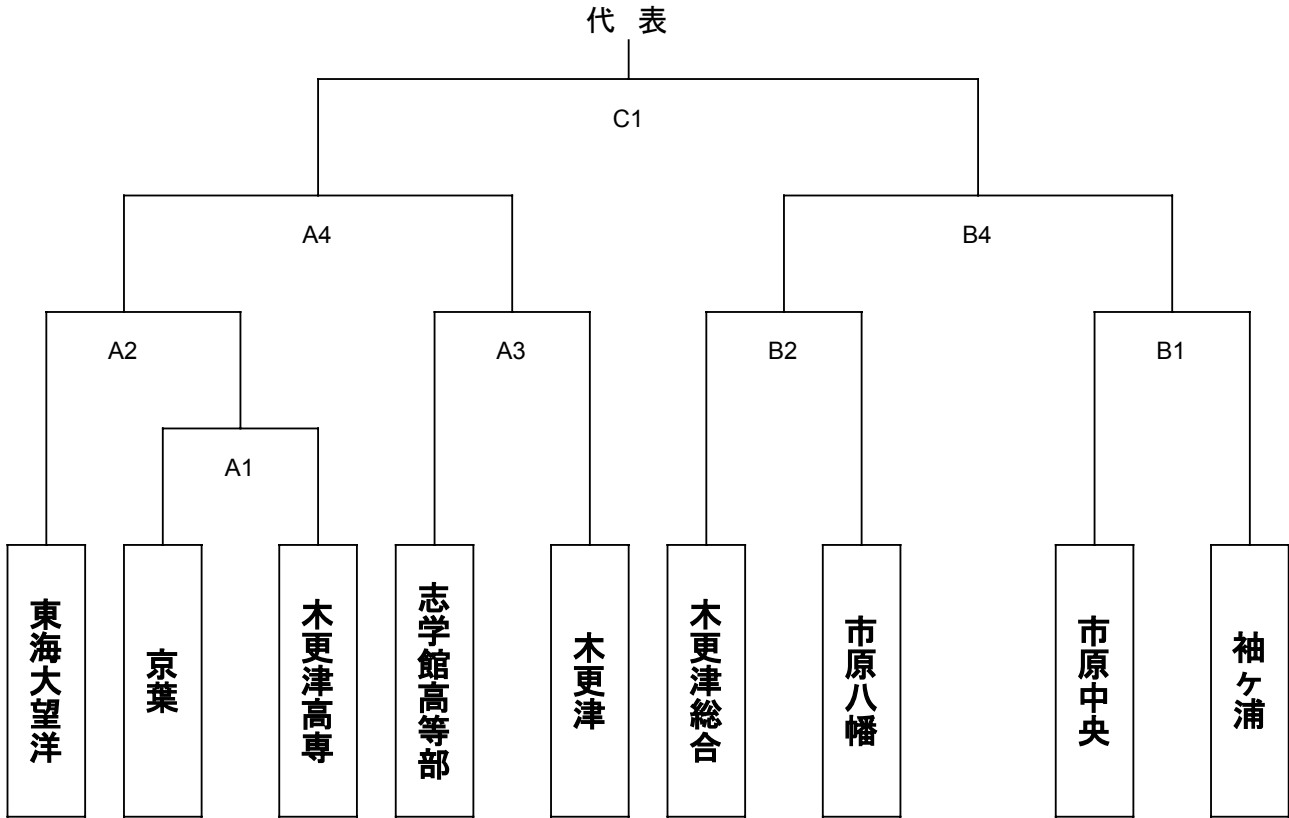 代 表
C1
A4
B4
A2
A3
B2
B1
A1
東海大望洋
京葉
木更津高専
志学館高等部
木更津
木更津総合
市原八幡
市原中央
袖ヶ浦